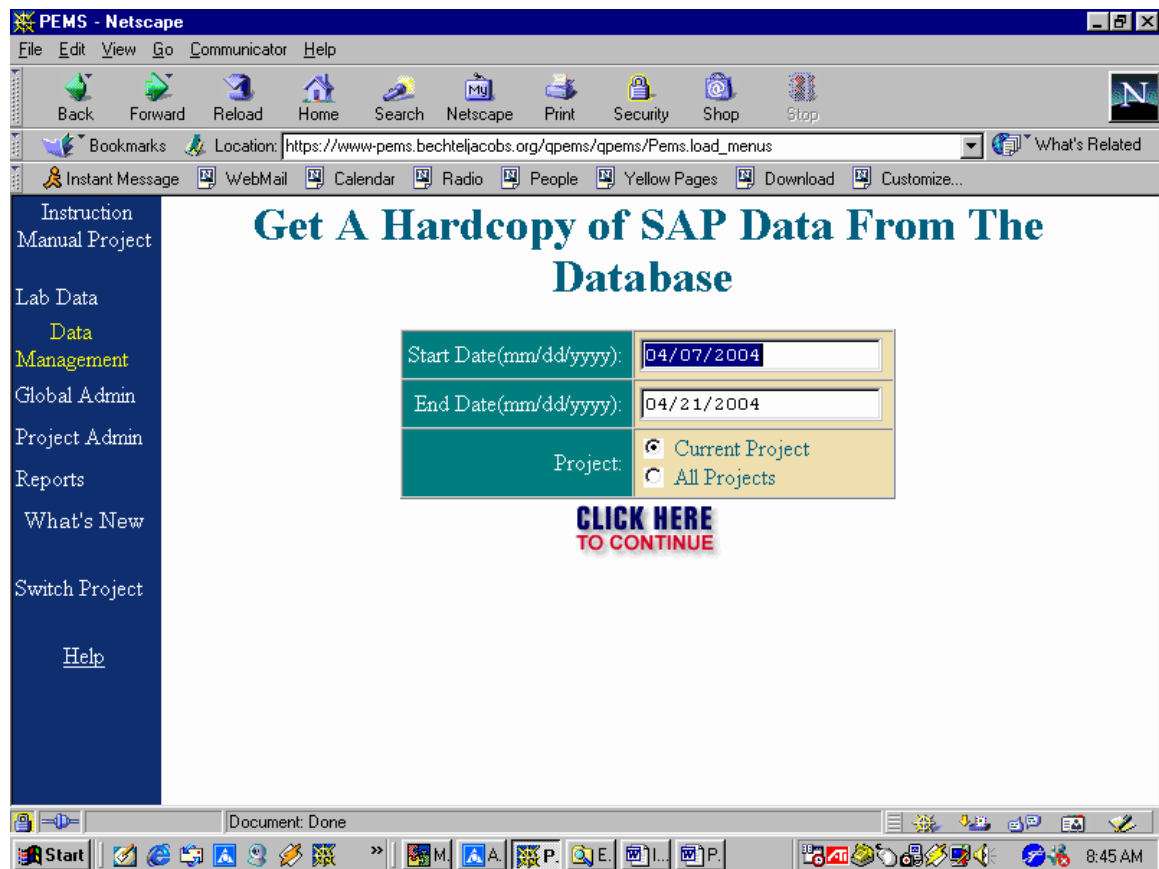 PEMS - Netscape
File Edit View Go Communicator Help
Back Forward Reload Home Search Netscape Print Security Shop Stop
My
N
Bookmarks Location: https://www-pems.bechteljacobs.org/qpems/qpems/Pems.load_menus What's Related
Instant Message WebMail Calendar Radio People Yellow Pages Download Customize...
Instruction
Manual Project
Lab Data
Data
Management
Global Admin
Project Admin
Reports
What's New
Switch Project
Help
Get A Hardcopy of SAP Data From The
Database
Start Date(mm/dd/yyyy): 04/07/2004
End Date(mm/dd/yyyy): 04/21/2004
Project: Current Project
All Projects
CLICK HERE
TO CONTINUE
Document: Done
Start » M. A. P. E. I... P. ATI 8:45 AM